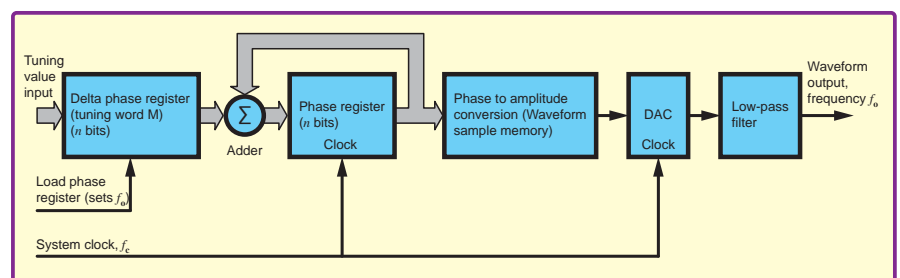 Tuning
value
input
Delta phase register
(tuning word M)
(n bits)
Σ
Adder
Phase register
(n bits)
Clock
Phase to amplitude
conversion (Waveform
sample memory)
DAC
Clock
Low-pass
filter
Waveform
output,
frequency fo
Load phase
register (sets fo)
System clock, fc